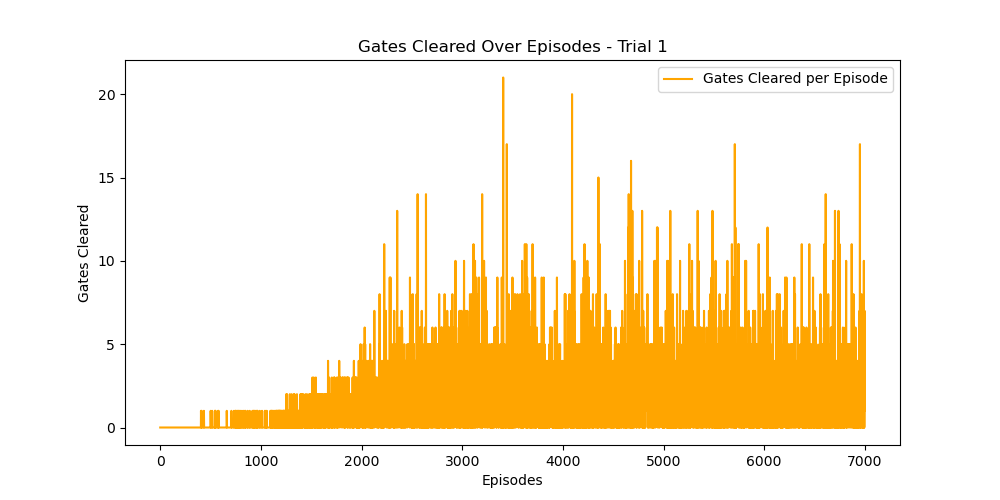 Gates Cleared Over Episodes - Trial 1
Gates Cleared per Episode
Gates Cleared
20
15
10
5
0
0 1000 2000 3000 4000 5000 6000 7000
Episodes